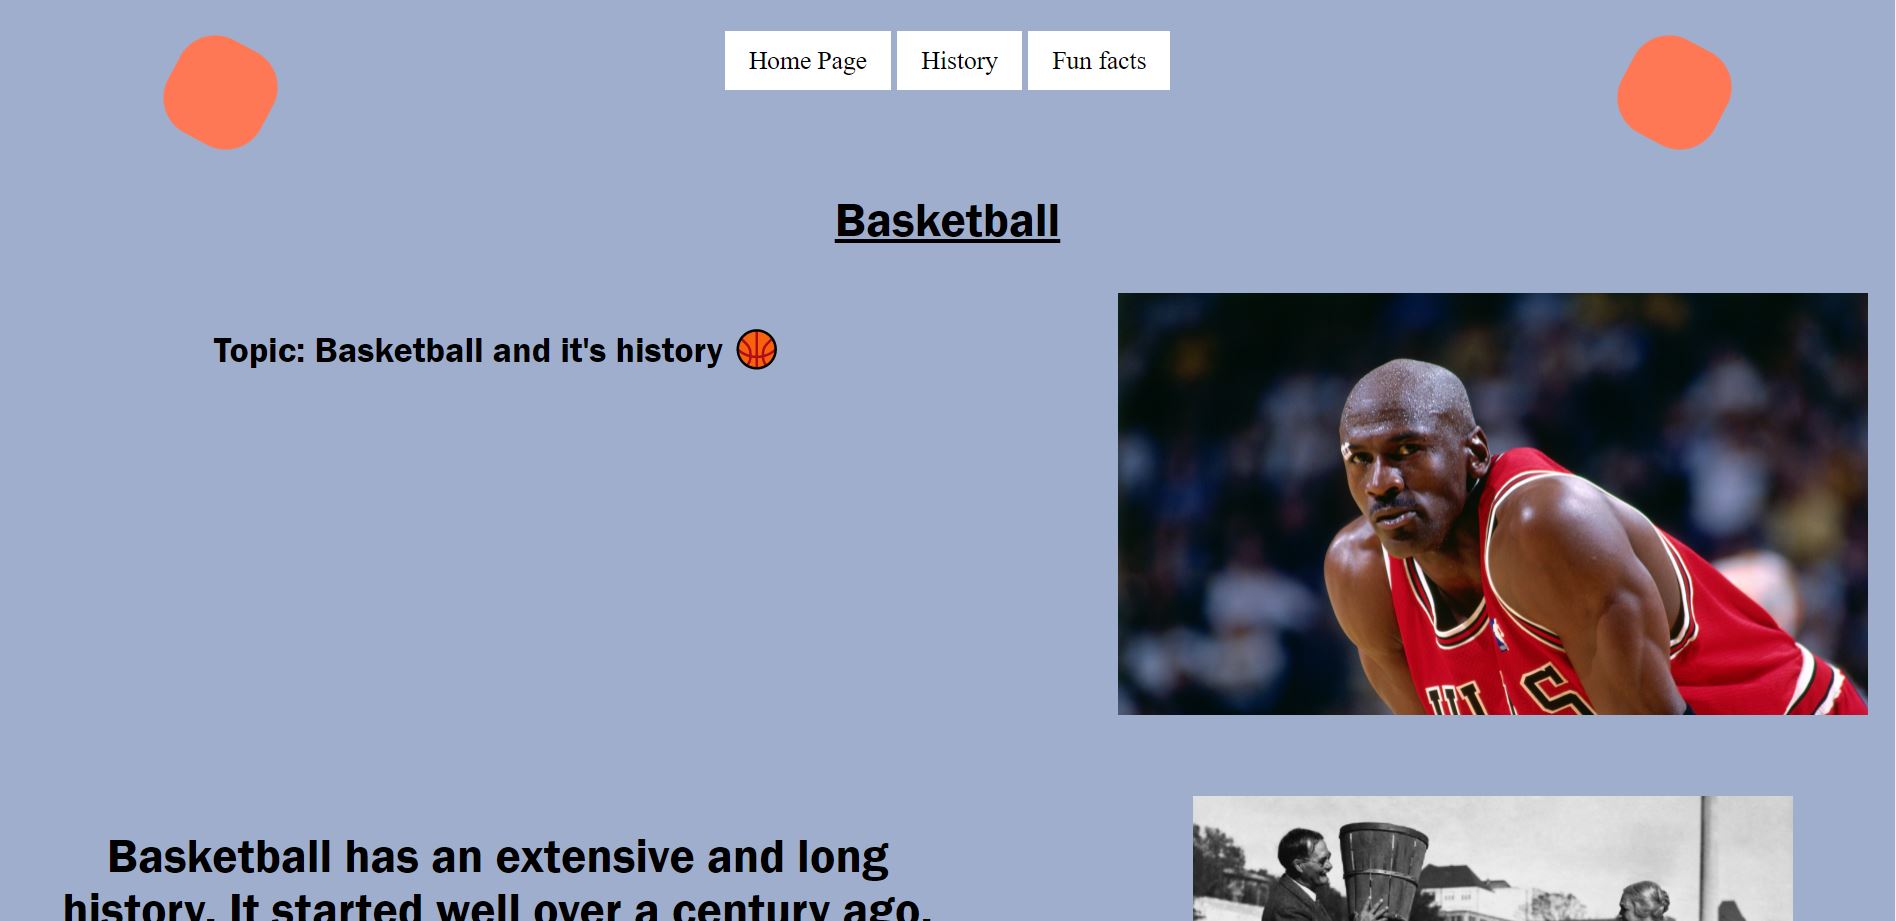 Home Page History Fun facts
Basketball
Topic: Basketball and it's history
Basketball has an extensive and long
history. It started well over a century ago.